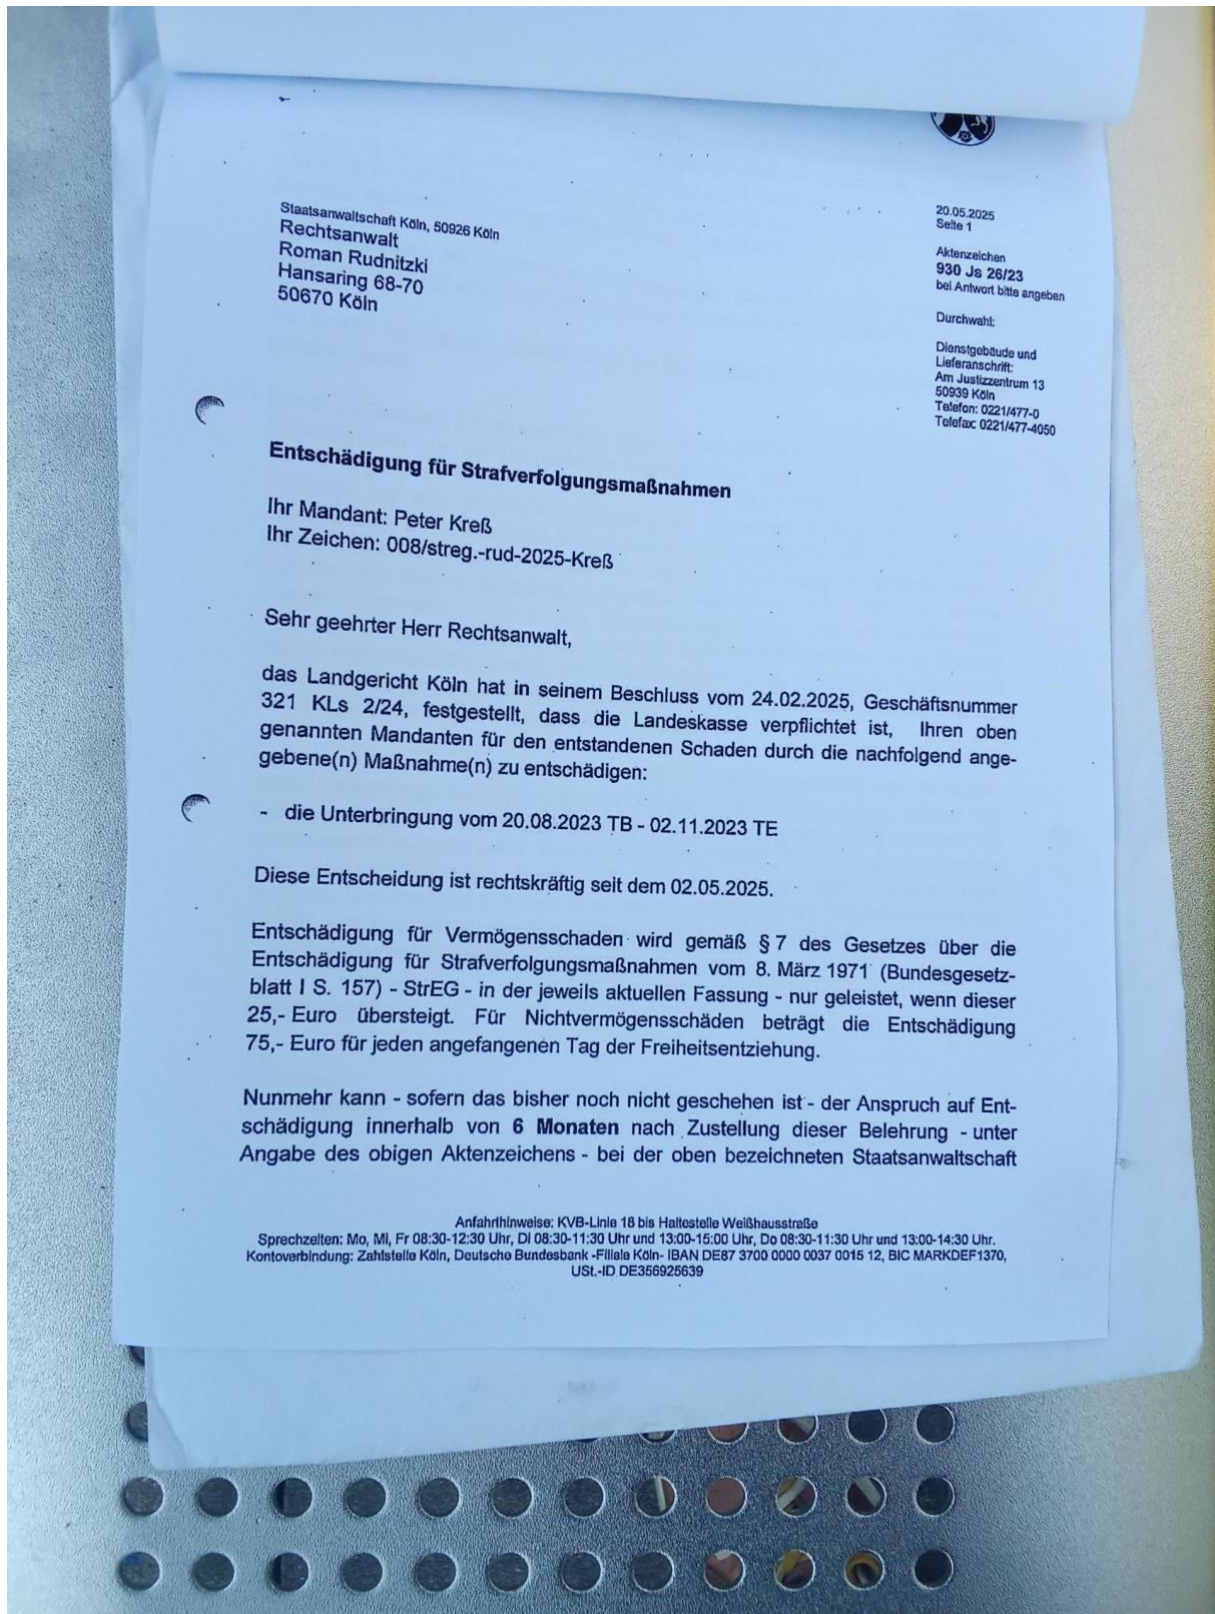 Staatsanwaltschaft Köln, 50926 Köln
Rechtsanwalt
Roman Rudnitzki
Hansaring 68-70
50670 Köln
20.05.2025
Seite 1
Aktenzeichen
930 Js 26/23
bei Antwort bitte angeben
Durchwahl:
Dienstgebäude und
Lieferanschrift:
Am Justizzentrum 13
50939 Köln
Telefon: 0221/477-0
Telefax: 0221/477-4050
Entschädigung für Strafverfolgungsmaßnahmen
Ihr Mandant: Peter Kreß
Ihr Zeichen: 008/streg.-rud-2025-Kreß
Sehr geehrter Herr Rechtsanwalt,
das Landgericht Köln hat in seinem Beschluss vom 24.02.2025, Geschäftsnummer
321 KLs 2/24, festgestellt, dass die Landeskasse verpflichtet ist, Ihren oben
genannten Mandanten für den entstandenen Schaden durch die nachfolgend ange-
gebene(n) Maßnahme(n) zu entschädigen:
- die Unterbringung vom 20.08.2023 TB - 02.11.2023 TE
Diese Entscheidung ist rechtskräftig seit dem 02.05.2025.
Entschädigung für Vermögensschaden wird gemäß § 7 des Gesetzes über die
Entschädigung für Strafverfolgungsmaßnahmen vom 8. März 1971 (Bundesgesetz-
blatt I S. 157) - StrEG - in der jeweils aktuellen Fassung - nur geleistet, wenn dieser
25,- Euro übersteigt. Für Nichtvermögensschäden beträgt die Entschädigung
75,- Euro für jeden angefangenen Tag der Freiheitsentziehung.
Nunmehr kann - sofern das bisher noch nicht geschehen ist - der Anspruch auf Ent-
schädigung innerhalb von 6 Monaten nach Zustellung dieser Belehrung - unter
Angabe des obigen Aktenzeichens - bei der oben bezeichneten Staatsanwaltschaft
Anfahrthinweise: KVB-Linie 18 bis Haltestelle Weißhausstraße
Sprechzeiten: Mo, Mi, Fr 08:30-12:30 Uhr, Di 08:30-11:30 Uhr und 13:00-15:00 Uhr, Do 08:30-11:30 Uhr und 13:00-14:30 Uhr.
Kontoverbindung: Zahlstelle Köln, Deutsche Bundesbank -Filiale Köln- IBAN DE87 3700 0000 0037 0015 12, BIC MARKDEF1370,
USt.-ID DE356925639